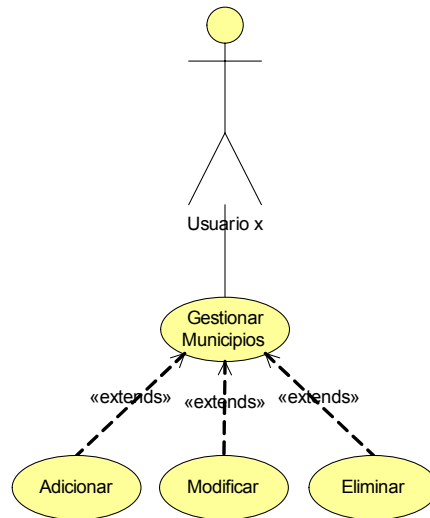 Usuario x
Gestionar
Municipios
«extends»
«extends»
«extends»
Adicionar
Modificar
Eliminar